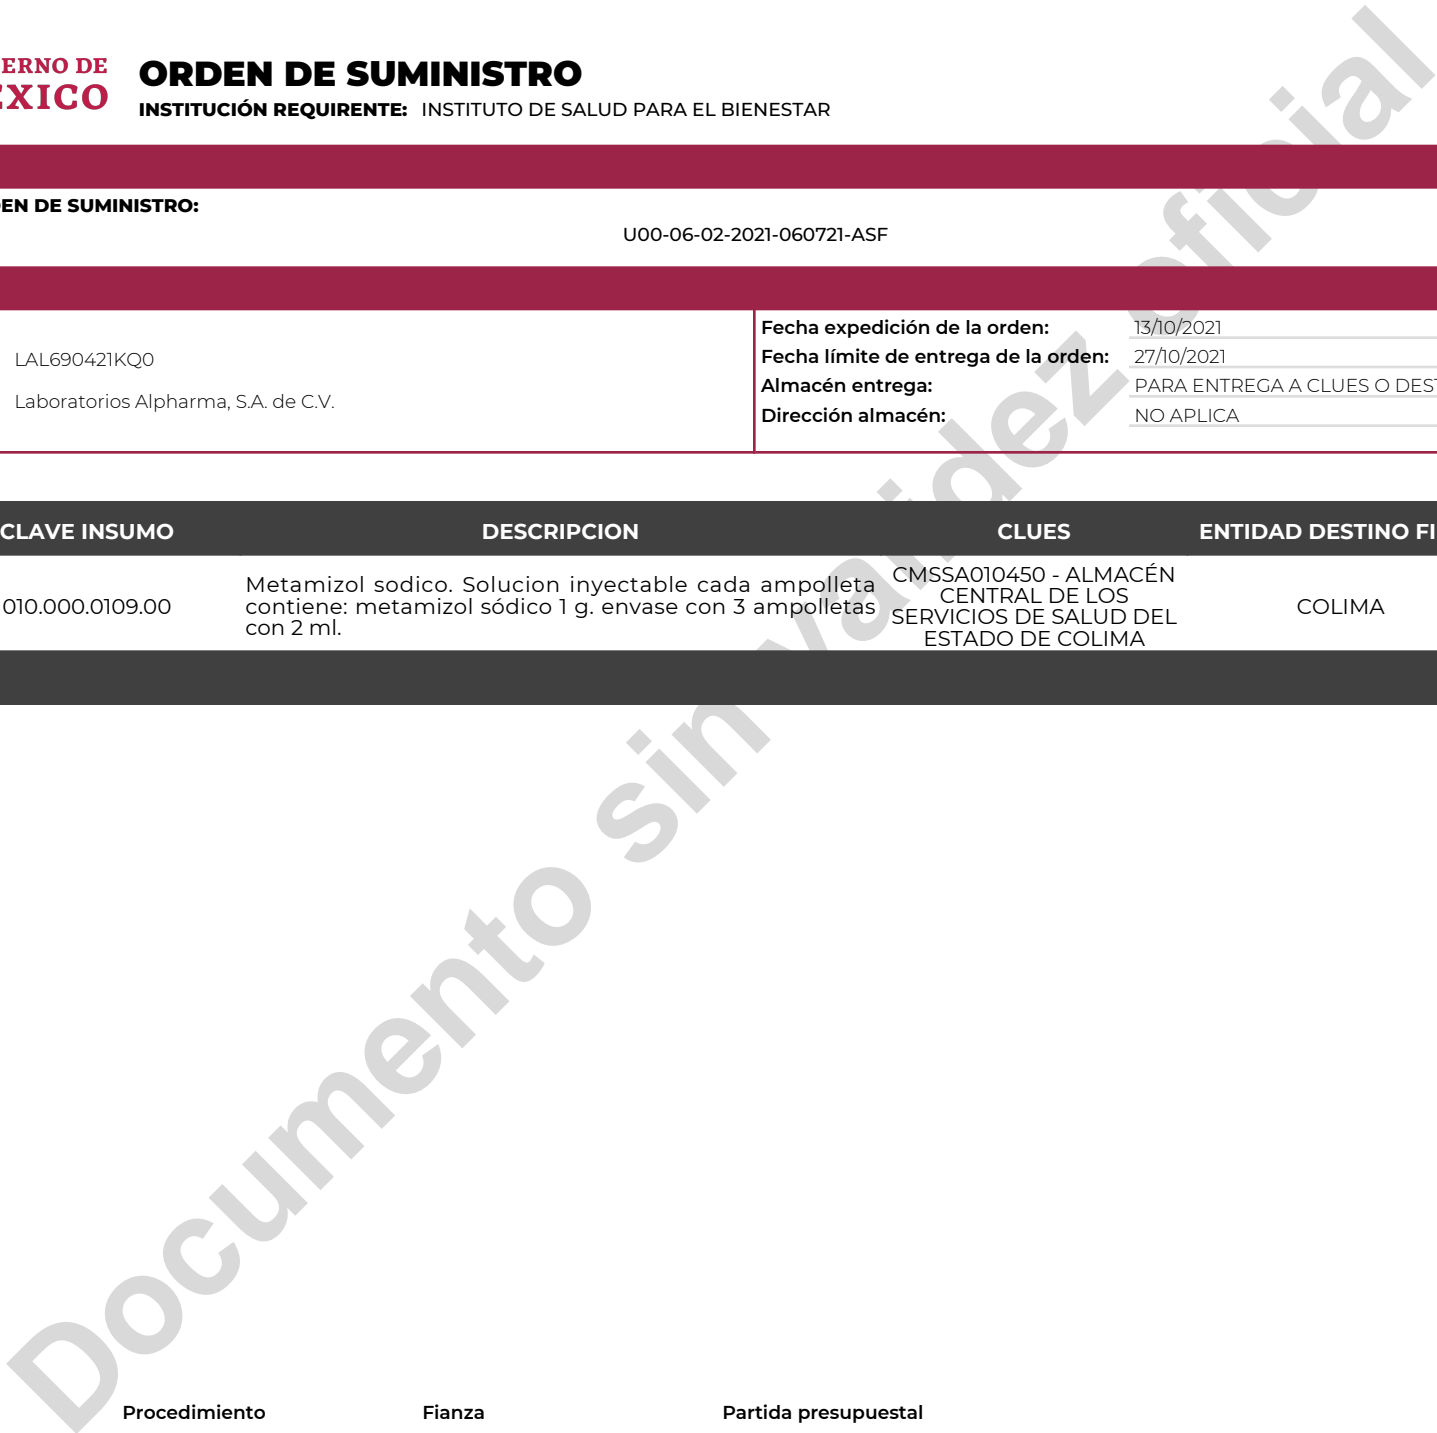 ERNO DE
ÉXICO
ORDEN DE SUMINISTRO
INSTITUCIÓN REQUIRENTE: INSTITUTO DE SALUD PARA EL BIENESTAR
EN DE SUMINISTRO:
U00-06-02-2021-060721-ASF
LAL690421KQ0
Laboratorios Alpharma, S.A. de C.V.
Fecha expedición de la orden: 13/10/2021
Fecha límite de entrega de la orden: 27/10/2021
Almacén entrega: PARA ENTREGA A CLUES O DEST
Dirección almacén: NO APLICA
CLAVE INSUMO DESCRIPCION CLUES ENTIDAD DESTINO FI
010.000.0109.00
Metamizol sodico. Solucion inyectable cada ampolleta
contiene: metamizol sódico 1 g. envase con 3 ampolletas
con 2 ml.
CMSSA010450 - ALMACÉN
CENTRAL DE LOS
SERVICIOS DE SALUD DEL
ESTADO DE COLIMA
COLIMA
Documento sin validez oficial
Procedimiento Fianza Partida presupuestal